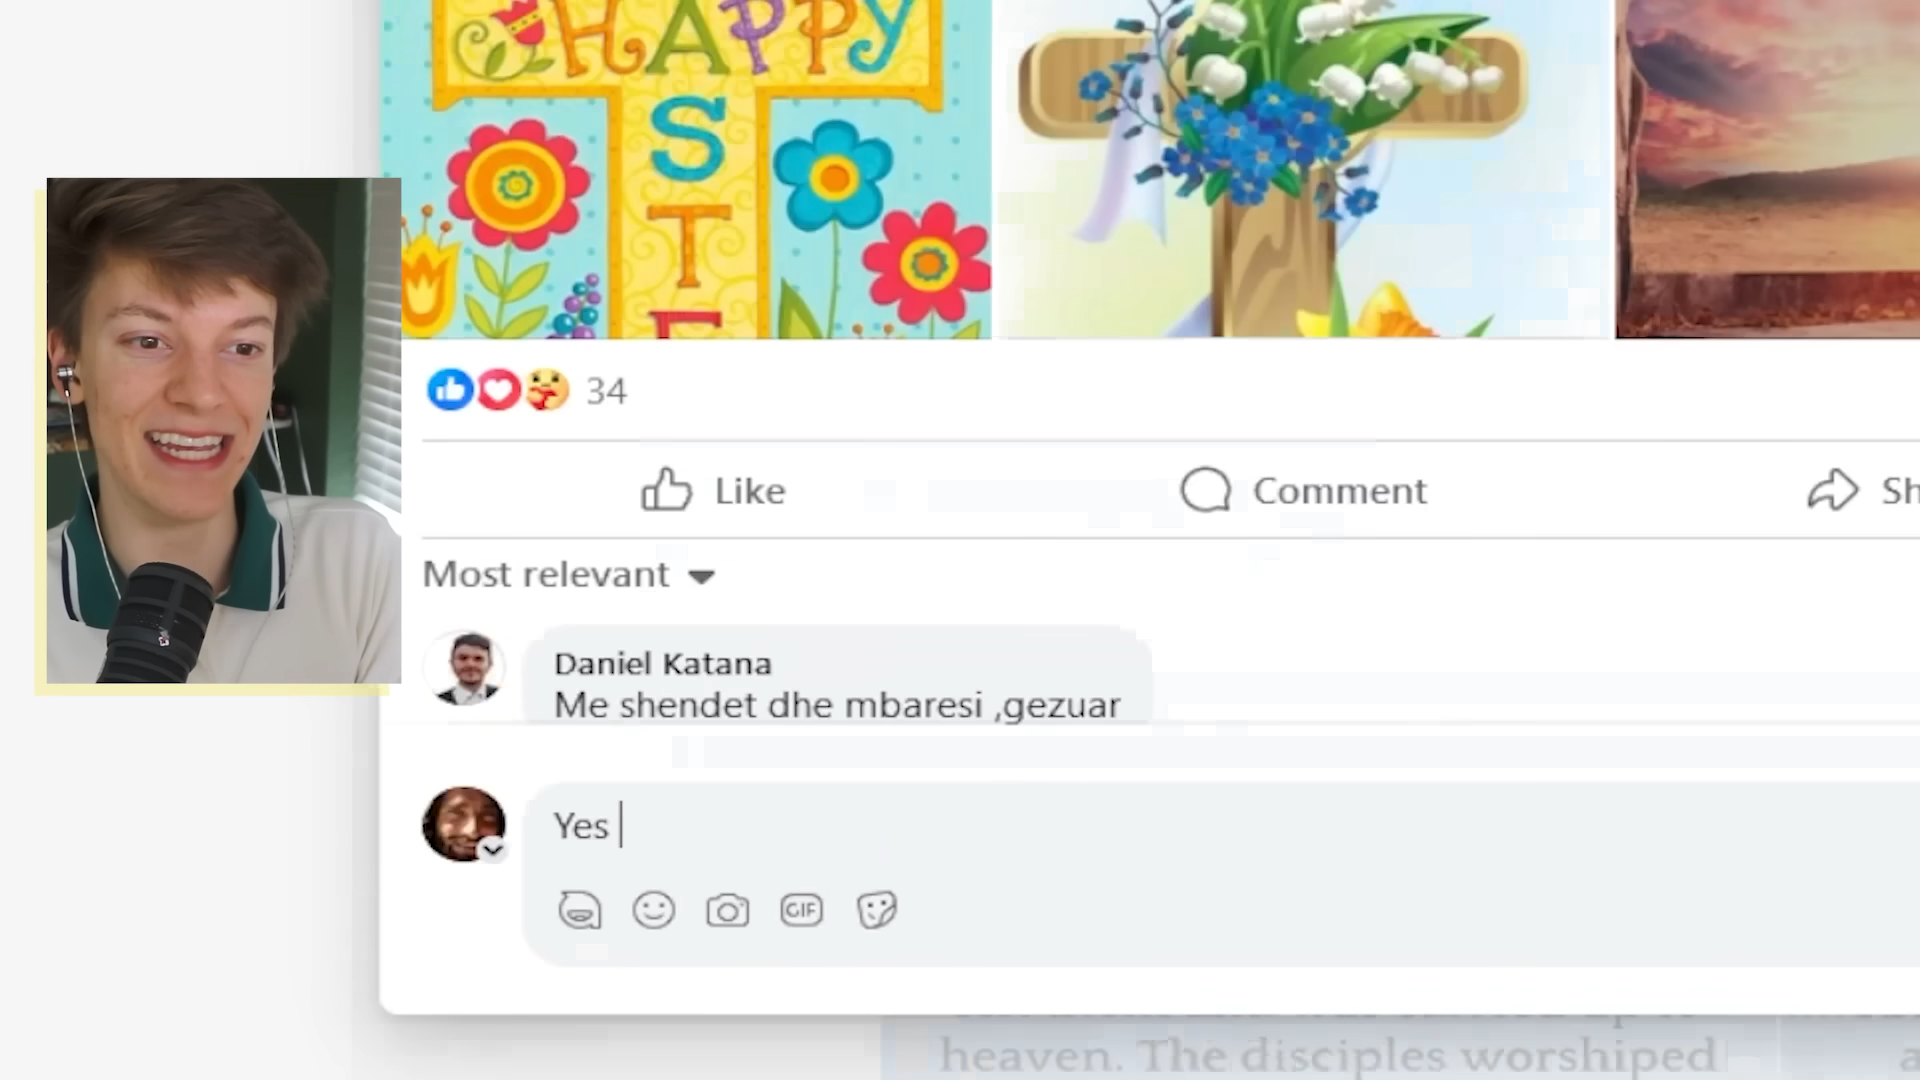 HAPPY
A
S
T
E
34
Like
Comment
Sh
Most relevant
Daniel Katana
Me shendet dhe mbaresi ,gezuar
Yes
GIF
heaven. The disciples worshiped